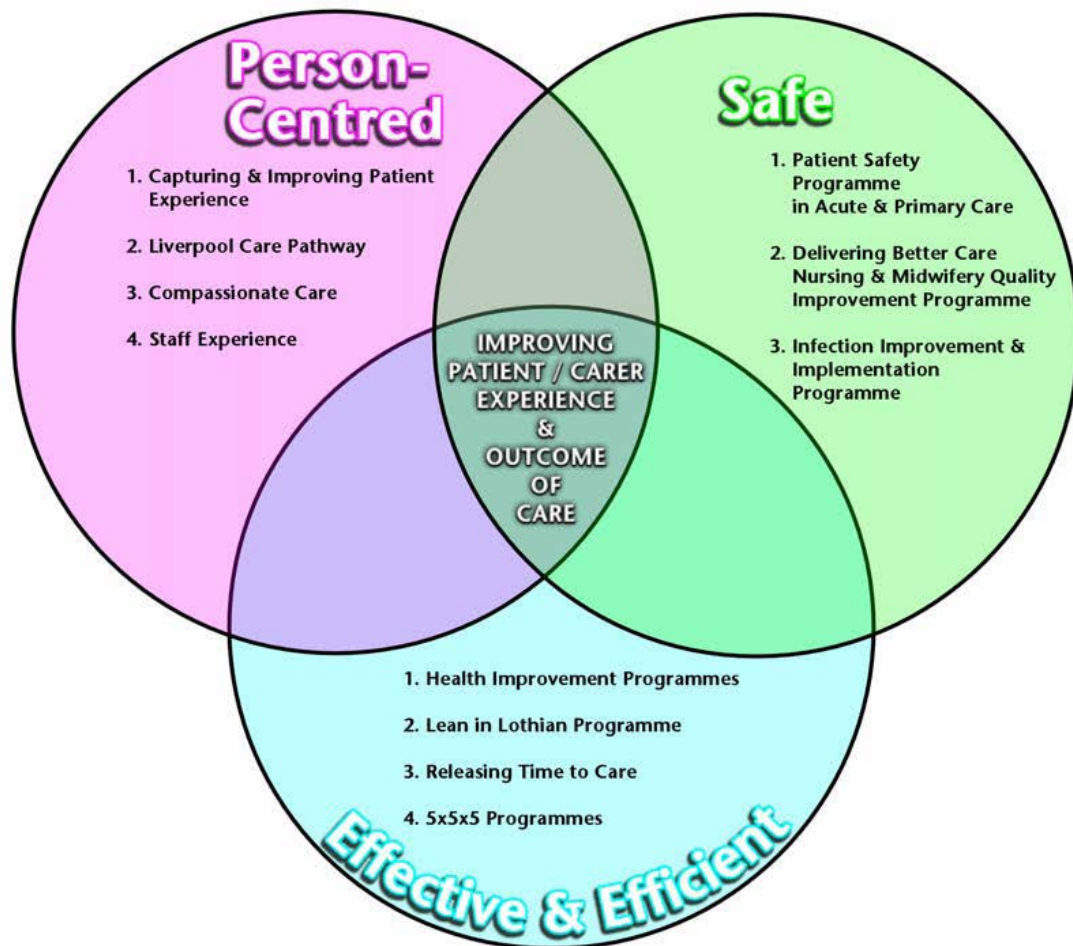 Person-
Centred
1. Capturing & Improving Patient
Experience
2. Liverpool Care Pathway
3. Compassionate Care
4. Staff Experience
Safe
1. Patient Safety
Programme
in Acute & Primary Care
2. Delivering Better Care
Nursing & Midwifery Quality
Improvement Programme
3. Infection Improvement &
Implementation
Programme
IMPROVING
PATIENT / CARER
EXPERIENCE
&
OUTCOME
OF
CARE
1. Health Improvement Programmes
2. Lean in Lothian Programme
3. Releasing Time to Care
4. 5x5x5 Programmes
Effective & Efficient